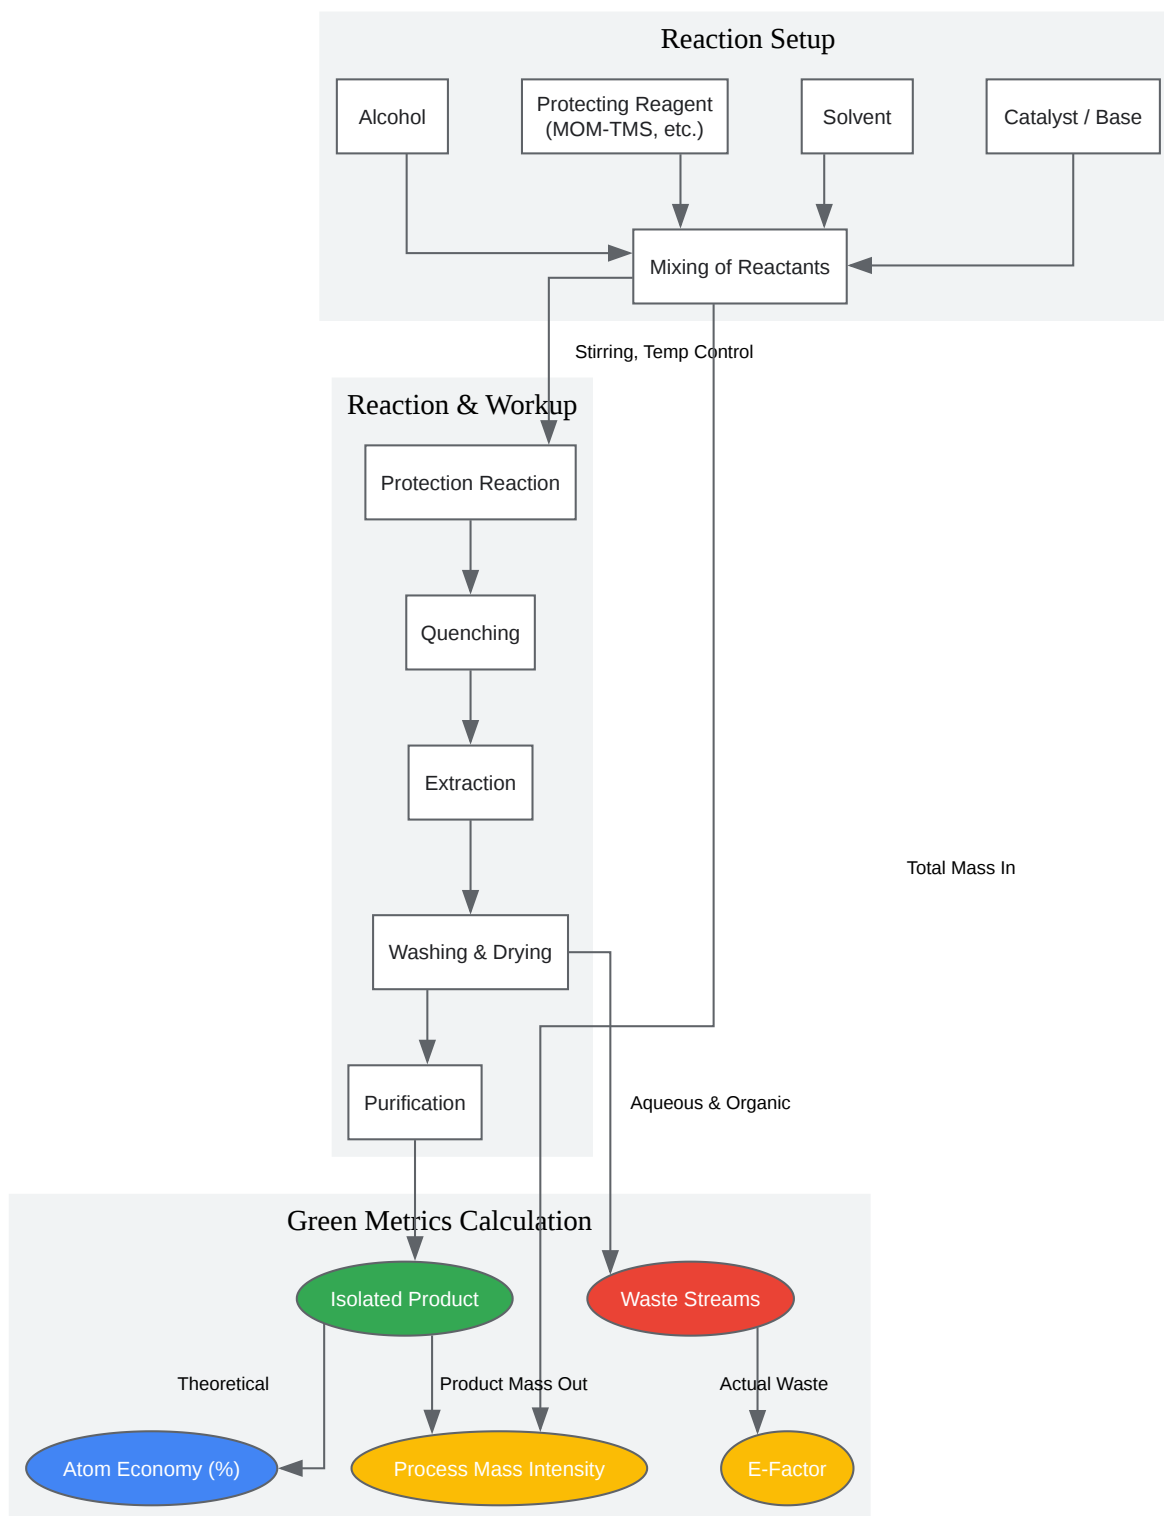 Reaction Setup
Alcohol
Protecting Reagent
(MOM-TMS, etc.)
Solvent
Catalyst / Base
Mixing of Reactants
Stirring, Temp Control
Reaction & Workup
Protection Reaction
Quenching
Extraction
Total Mass In
Washing & Drying
Purification
Aqueous & Organic
Green Metrics Calculation
Isolated Product
Waste Streams
Theoretical
Product Mass Out
Actual Waste
Atom Economy (%)
Process Mass Intensity
E-Factor